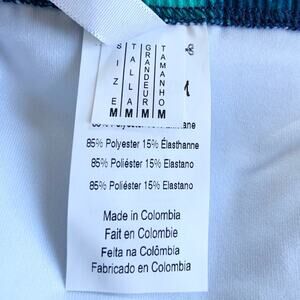 SIZE M
TALLA M
GRANDEUR M
TAMANHO M
85% Polyester 15% Élasthanne
85% Poliéster 15% Elastano
85% Poliéster 15% Elastano
Made in Colombia
Fait en Colombie
Feita na Colômbia
Fabricado en Colombia